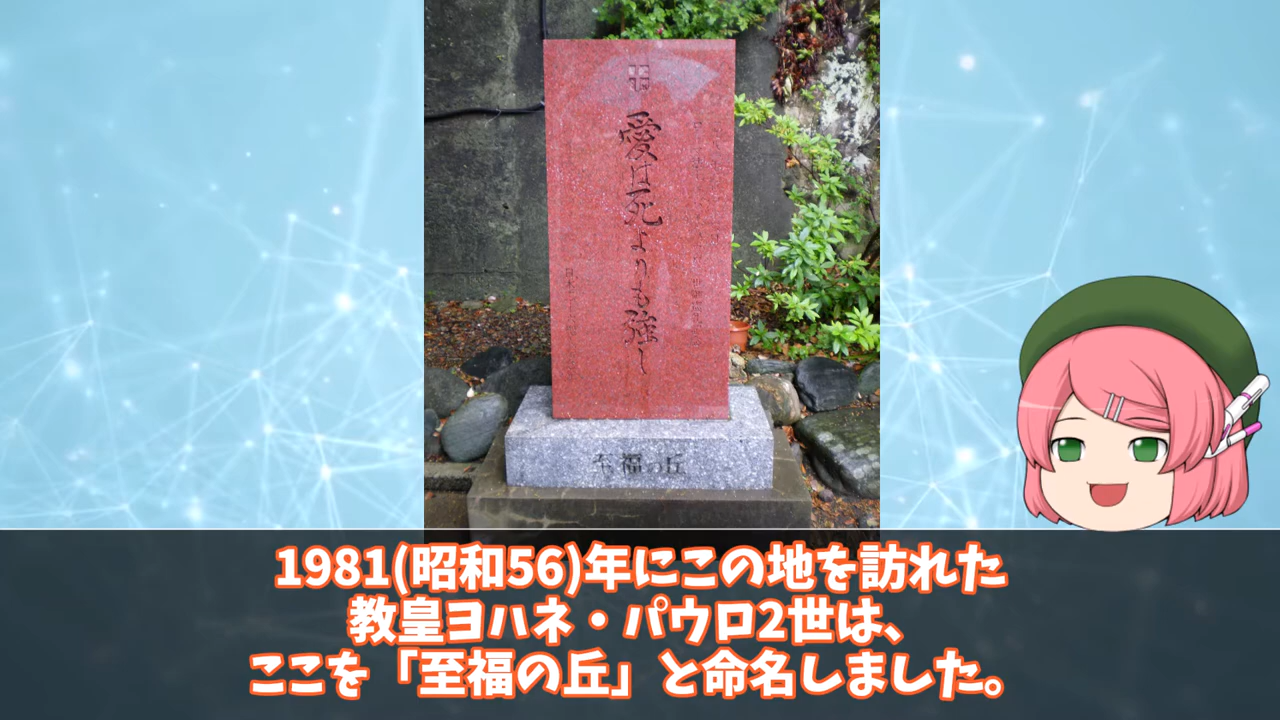 愛は死よりも強し
至福の丘
1981(昭和56)年にこの地を訪れた
教皇ヨハネ・パウロ2世は、
ここを「至福の丘」と命名しました。